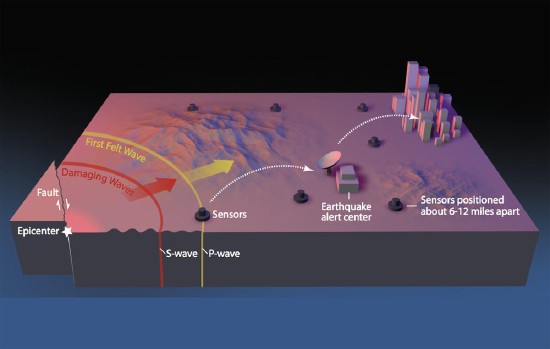 First Felt Wave
Damaging Waves
Fault
Epicenter
Sensors
S-wave
P-wave
Earthquake
alert center
Sensors positioned
about 6-12 miles apart